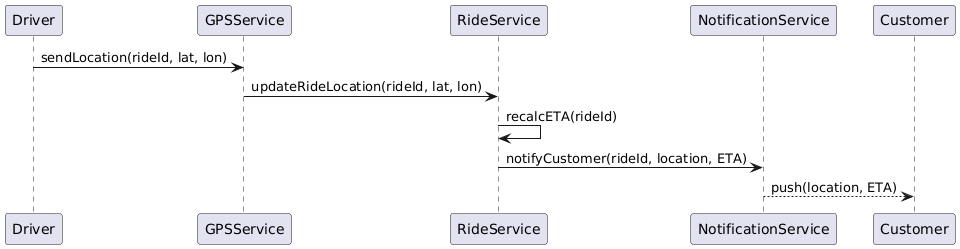 Driver GPSService RideService NotificationService Customer
sendLocation(rideId, lat, lon)
updateRideLocation(rideId, lat, lon)
recalcETA(rideId)
notifyCustomer(rideId, location, ETA)
push(location, ETA)
Driver GPSService RideService NotificationService Customer